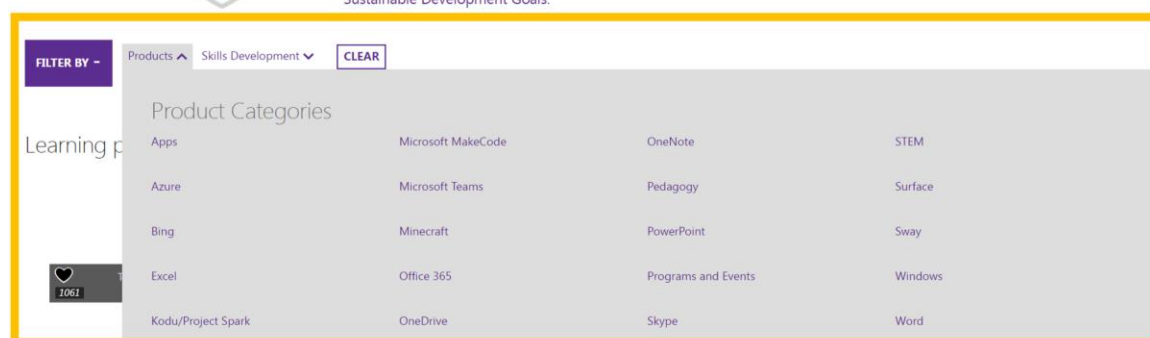 Sustainable Development Goals.
FILTER BY -
Products Skills Development CLEAR
Product Categories
Learning p
Apps Microsoft MakeCode OneNote STEM
Azure Microsoft Teams Pedagogy Surface
Bing Minecraft PowerPoint Sway
Excel Office 365 Programs and Events Windows
1061
Kodu/Project Spark OneDrive Skype Word